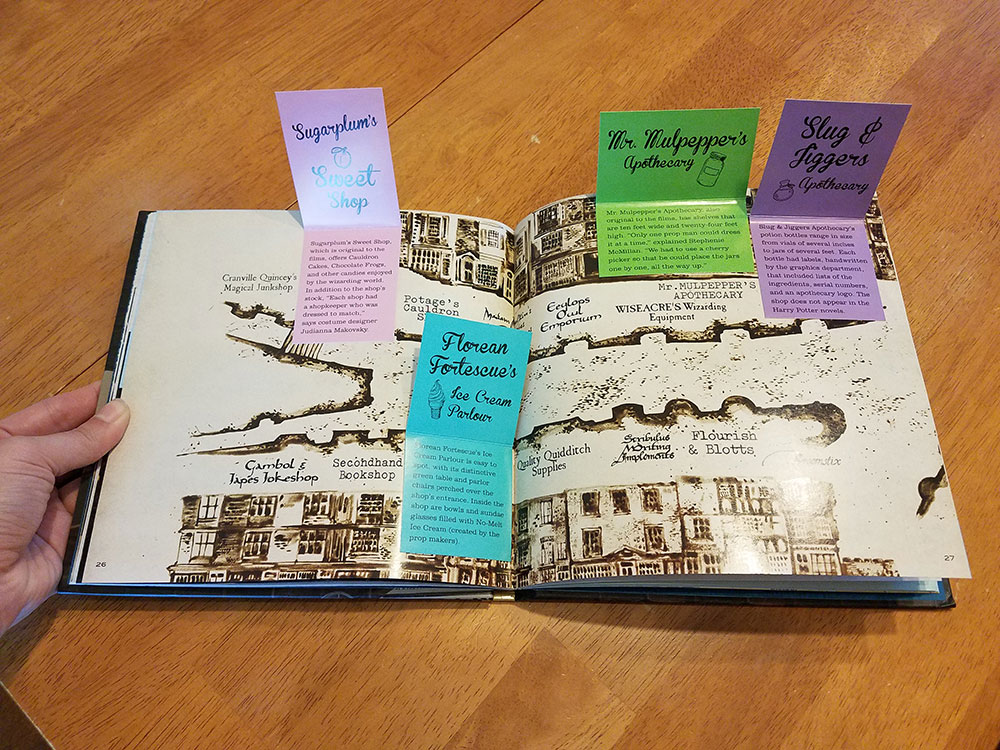 Sugarplum's
Sweet
Shop
Sugarplum's Sweet Shop,
which is original to the
films, offers Cauldron
Cakes, Chocolate Frogs,
and other candies enjoyed
by the wizarding world.
In addition to the shop's
stock, "Each shop had
a shopkeeper who was
dressed to match,"
says costume designer
Judianna Makovsky.
Mr. Mulpepper's
Apothecary
Mr. Mulpepper's Apothecary, also
original to the films, has shelves that
are ten feet wide and twenty-four feet
high. "Only one prop man could dress
it at a time," explained Stephenie
McMillan. "We had to use a cherry
picker so that he could place the jars
one by one, all the way up."
Slug &
Jiggers
Apothecary
Slug & Jiggers Apothecary's
potion bottles range in size
from vials of several inches
to jars of several feet. Each
bottle had labels, handwritten
by the graphics department,
that included lists of the
ingredients, serial numbers,
and an apothecary logo. The
shop does not appear in the
Harry Potter novels.
Cranville Quincey's
Magical Junkshop
Potage's
Cauldron
Eeylops
Owl
Emporium
Mr. MULPEPPER'S
APOTHECARY
WISEACRE'S Wizarding
Equipment
Florean
Fortescue's
Ice Cream
Parlour
Florean Fortescue's Ice
Cream Parlour is easy to
spot, with its distinctive
green table and parlor
chairs perched over the
shop's entrance. Inside the
shop are bowls and sundae
glasses filled with No-Melt
Ice Cream (created by the
prop makers).
Gambol &
Japes Jokeshop
Secondhand
Bookshop
Quality Quidditch
Supplies
Scribulus
Writing
Implements
Flourish
& Blotts
26
27